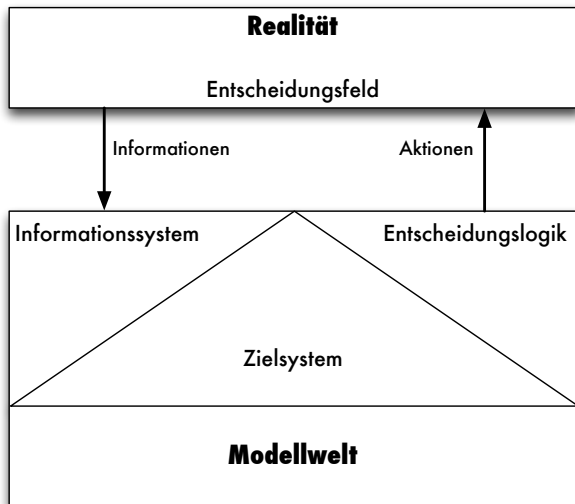 Realität
Entscheidungsfeld
Informationen
Aktionen
Informationssystem
Entscheidungslogik
Zielsystem
Modellwelt